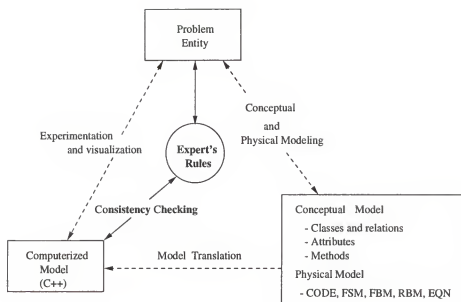 Problem
Entity
Conceptual
and
Physical Modeling
Experimentation
and visualization
Expert's
Rules
Consistency Checking
Conceptual Model
- Classes and relations
- Attributes
- Methods
Physical Model
- CODE, FSM, FBM, RBM, EQN
Computerized
Model
(C++)
Model Translation